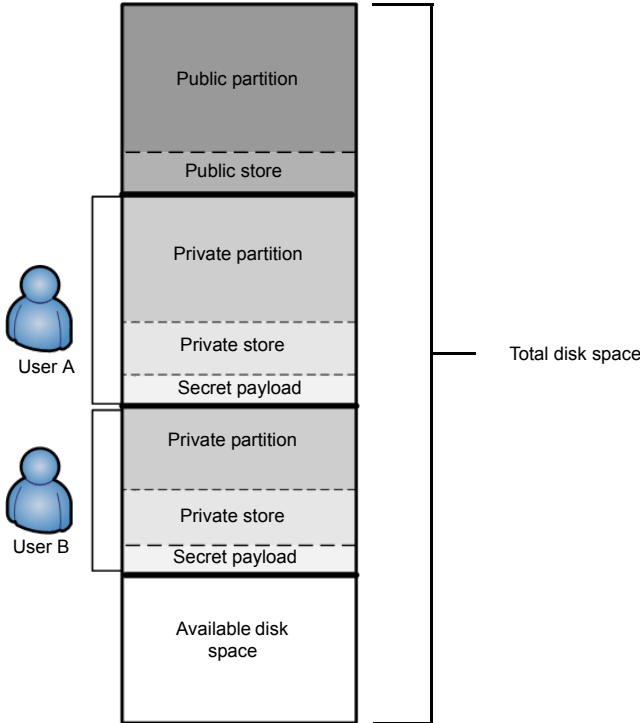 Public partition
Public store
Private partition
Private store
User A
Secret payload
Total disk space
Private partition
Private store
User B
Secret payload
Available disk
space